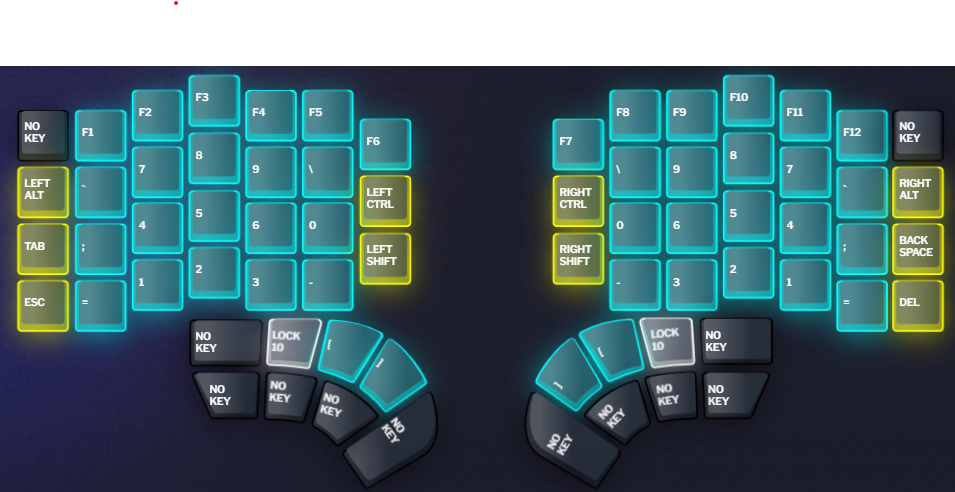 NO
KEY
F1
F2
F3
F4
F5
F6
LEFT
ALT
`
7
8
9
\
LEFT
CTRL
TAB
;
4
5
6
0
LEFT
SHIFT
ESC
=
1
2
3
-
NO
KEY
LOCK
10
[
]
NO
KEY
NO
KEY
NO
KEY
NO
KEY
F7
F8
F9
F10
F11
F12
NO
KEY
RIGHT
CTRL
\
9
8
7
`
RIGHT
ALT
RIGHT
SHIFT
0
6
5
4
;
BACK
SPACE
-
3
2
1
=
DEL
]
[
LOCK
10
NO
KEY
NO
KEY
NO
KEY
NO
KEY
NO
KEY